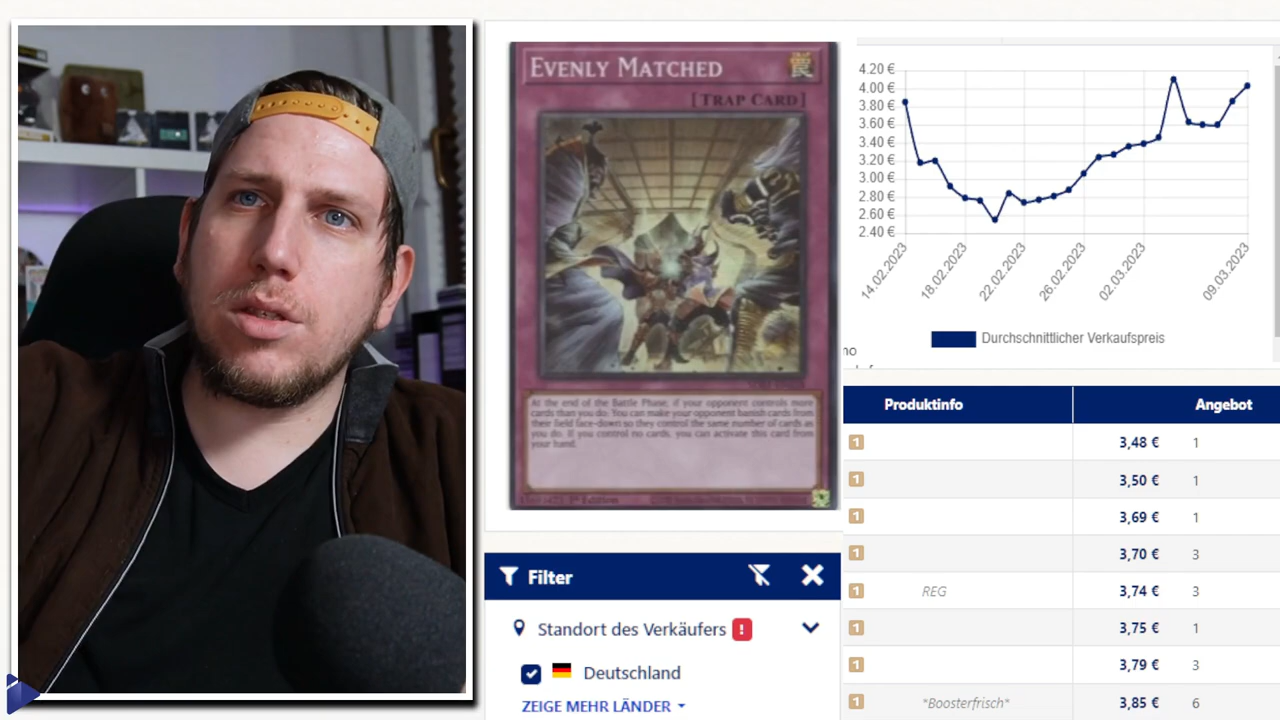 EVENLY MATCHED
[TRAP CARD]
At the end of the Battle Phase, if your opponent controls more
cards than you do: You can make your opponent banish cards from
their field face-down so they control the same number of cards as
you do. If you control no cards, you can activate this card from
your hand.
1st Edition
4.20 €
4.00 €
3.80 €
3.60 €
3.40 €
3.20 €
3.00 €
2.80 €
2.60 €
2.40 €
14.02.2023
18.02.2023
22.02.2023
26.02.2023
02.03.2023
09.03.2023
Durchschnittlicher Verkaufspreis
Produktinfo Angebot
1 3,48 € 1
1 3,50 € 1
1 3,69 € 1
1 3,70 € 3
1 REG 3,74 € 3
1 3,75 € 1
1 3,79 € 3
1 *Boosterfrisch* 3,85 € 6
Filter
Standort des Verkäufers !
Deutschland
ZEIGE MEHR LÄNDER